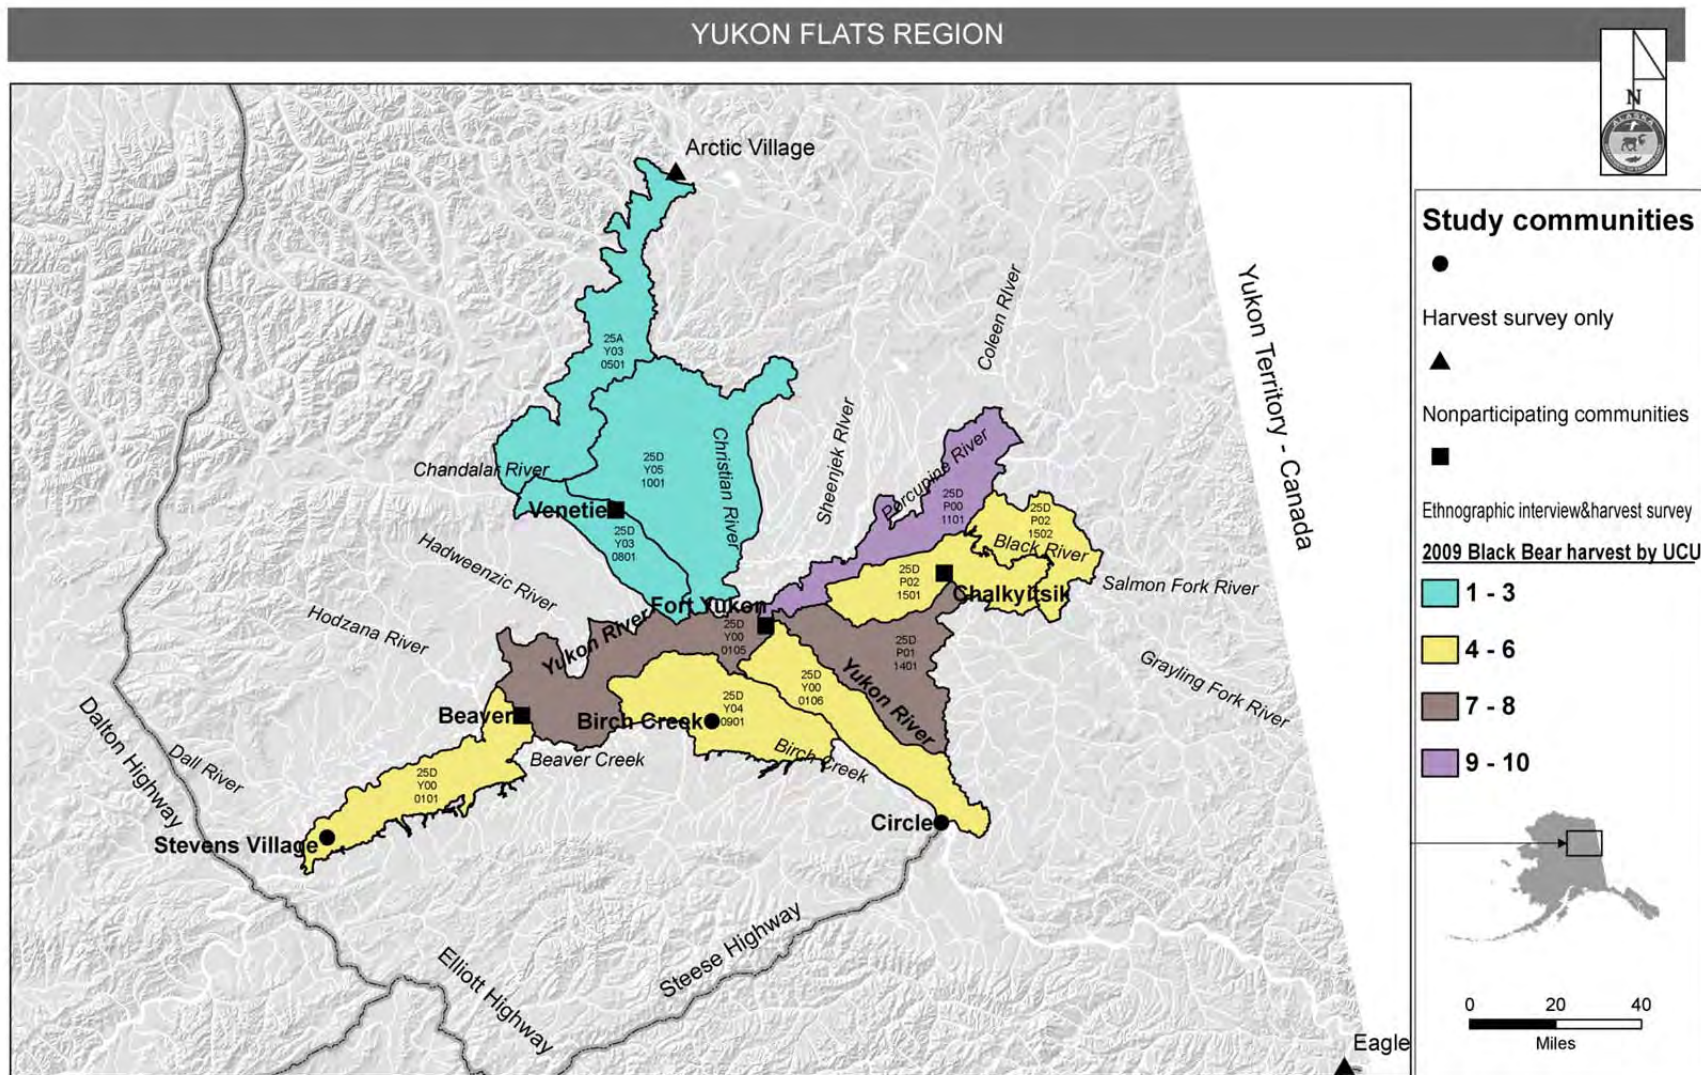 YUKON FLATS REGION
N
ALASKA
Arctic Village
Yukon Territory - Canada
Coleen River
25A
Y03
0501
Chandalar River
25D
Y05
1001
Christian River
Sheenjek River
Porcupine River
25D
P00
1101
25D
P02
1502
Black River
Venetie
25D
Y03
0801
Hadweenzic River
Hodzana River
25D
P02
1501
Chalkyitsik
Salmon Fork River
Grayling Fork River
Fort Yukon
Yukon River
25D
Y00
0105
25D
P01
1401
Yukon River
25D
Y00
0106
25D
Y04
0901
Beaver
Birch Creek
Beaver Creek
Birch Creek
25D
Y00
0101
Dall River
Dalton Highway
Stevens Village
Circle
Steese Highway
Elliott Highway
Eagle
Study communities
Harvest survey only
Nonparticipating communities
Ethnographic interview&harvest survey
2009 Black Bear harvest by UCU
1 - 3
4 - 6
7 - 8
9 - 10
0 20 40
Miles